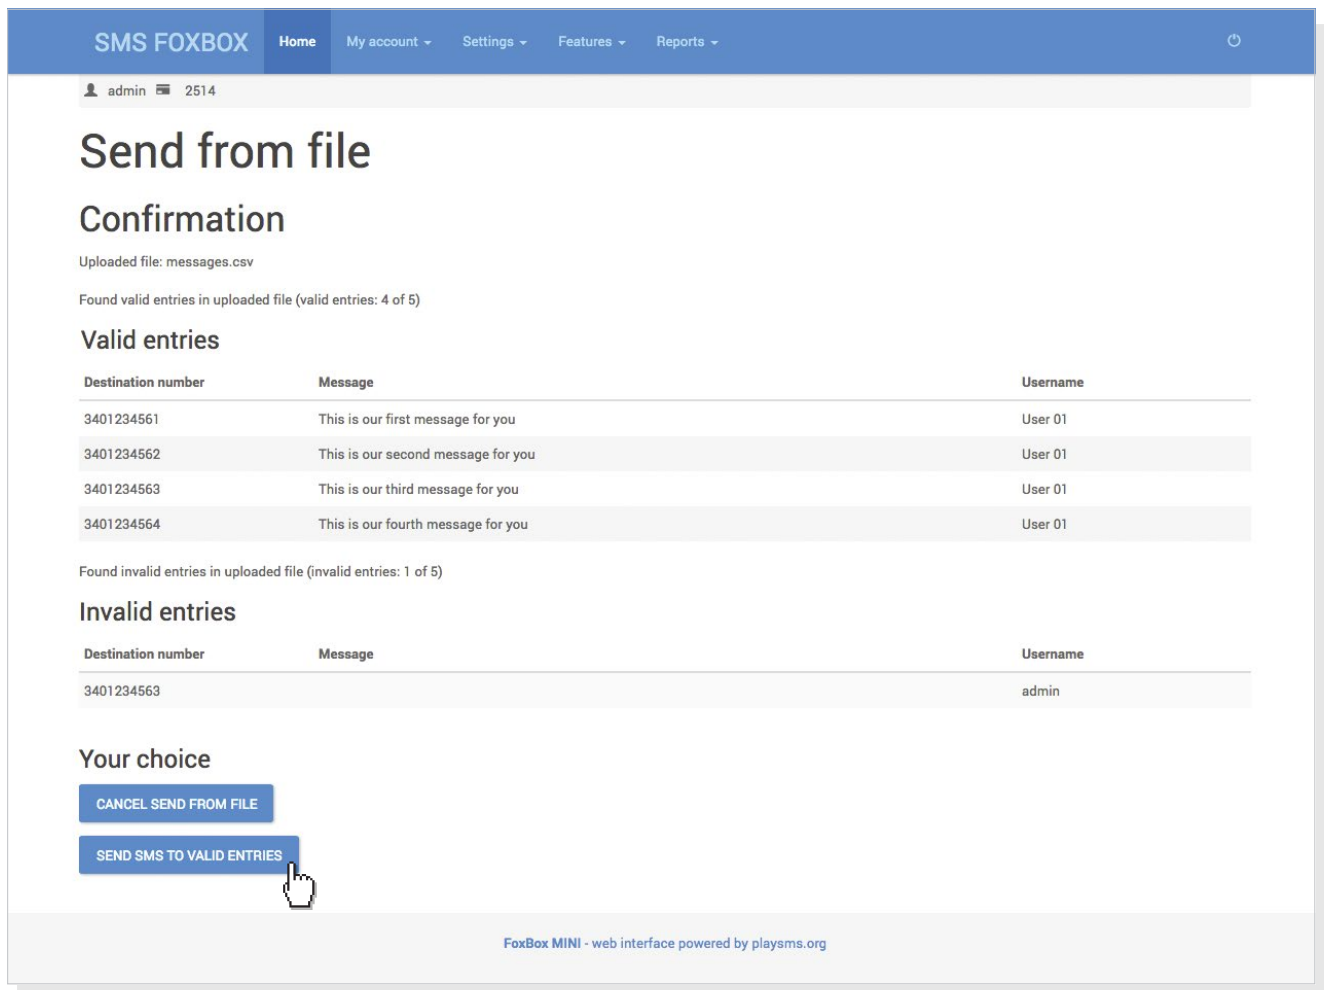 SMS FOXBOX Home My account Settings Features Reports
admin 2514
Send from file
Confirmation
Uploaded file: messages.csv
Found valid entries in uploaded file (valid entries: 4 of 5)
Valid entries
Destination number Message Username
3401234561 This is our first message for you User 01
3401234562 This is our second message for you User 01
3401234563 This is our third message for you User 01
3401234564 This is our fourth message for you User 01
Found invalid entries in uploaded file (invalid entries: 1 of 5)
Invalid entries
Destination number Message Username
3401234563 admin
Your choice
CANCEL SEND FROM FILE
SEND SMS TO VALID ENTRIES
FoxBox MINI - web interface powered by playsms.org